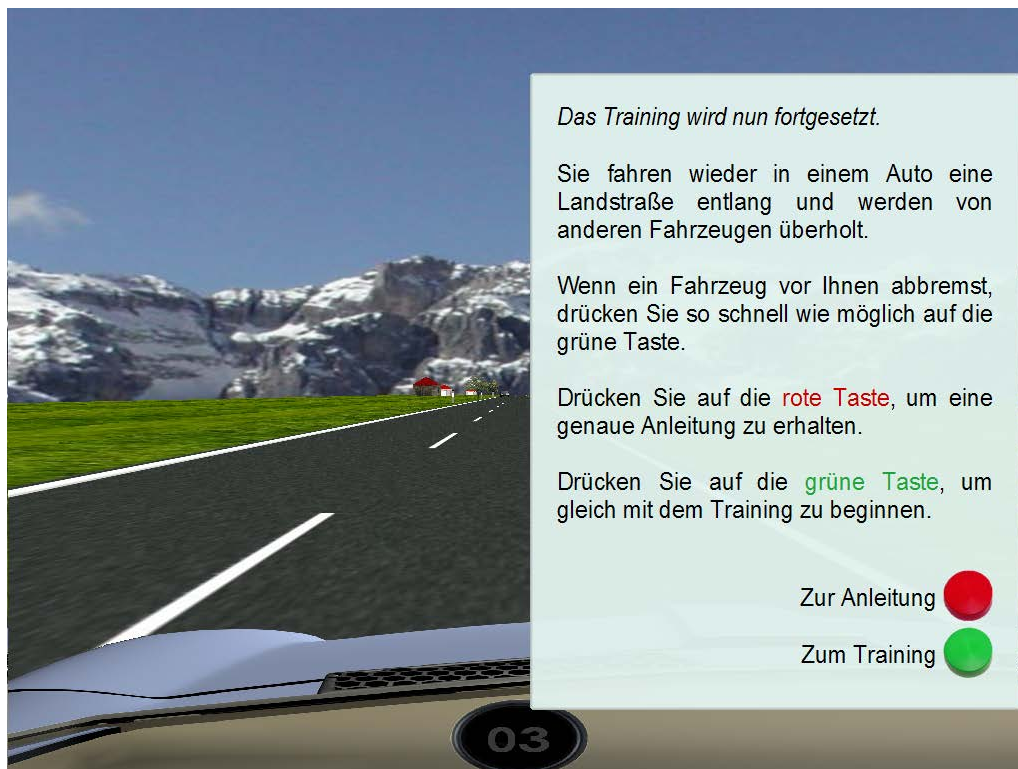 Das Training wird nun fortgesetzt.
Sie fahren wieder in einem Auto eine
Landstraße entlang und werden von
anderen Fahrzeugen überholt.
Wenn ein Fahrzeug vor Ihnen abbremst,
drücken Sie so schnell wie möglich auf die
grüne Taste.
Drücken Sie auf die rote Taste, um eine
genaue Anleitung zu erhalten.
Drücken Sie auf die grüne Taste, um
gleich mit dem Training zu beginnen.
Zur Anleitung
Zum Training
03